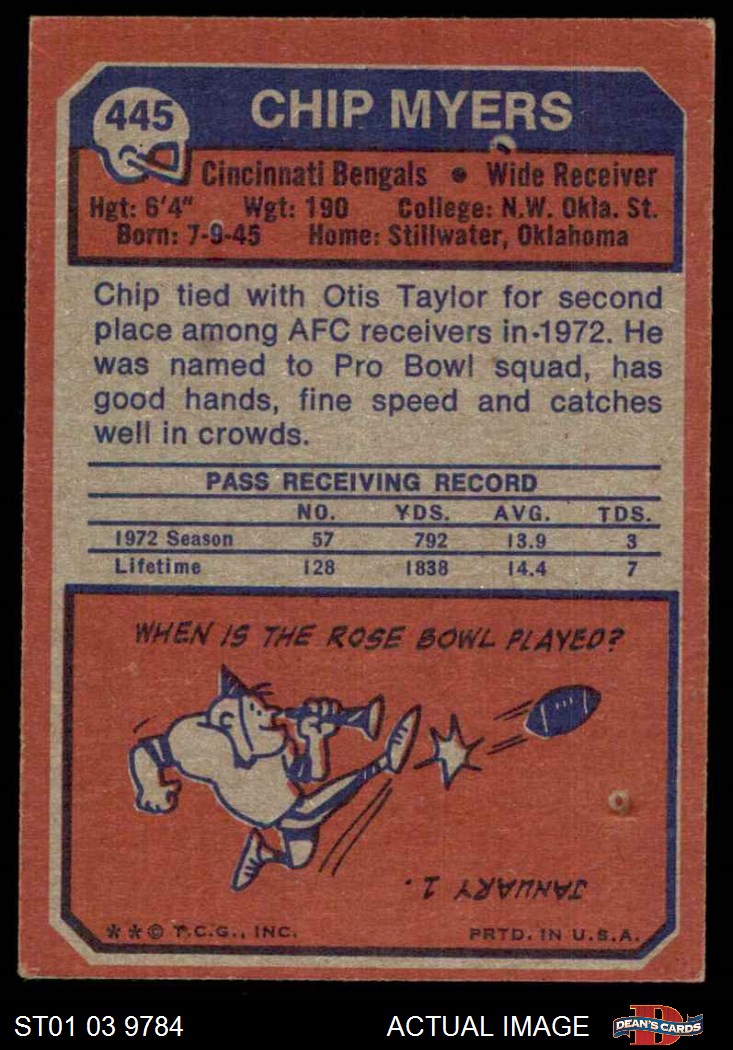 445
CHIP MYERS
Cincinnati Bengals • Wide Receiver
Hgt: 6'4" Wgt: 190 College: N.W. Okla. St.
Born: 7-9-45 Home: Stillwater, Oklahoma
Chip tied with Otis Taylor for second
place among AFC receivers in 1972. He
was named to Pro Bowl squad, has
good hands, fine speed and catches
well in crowds.
PASS RECEIVING RECORD
NO. YDS. AVG. TDS.
1972 Season 57 792 13.9 3
Lifetime 128 1838 14.4 7
WHEN IS THE ROSE BOWL PLAYED?
JANUARY 1.
**© T.C.G., INC. PRTD. IN U.S.A.
ST01 03 9784 ACTUAL IMAGE DEAN'S CARDS